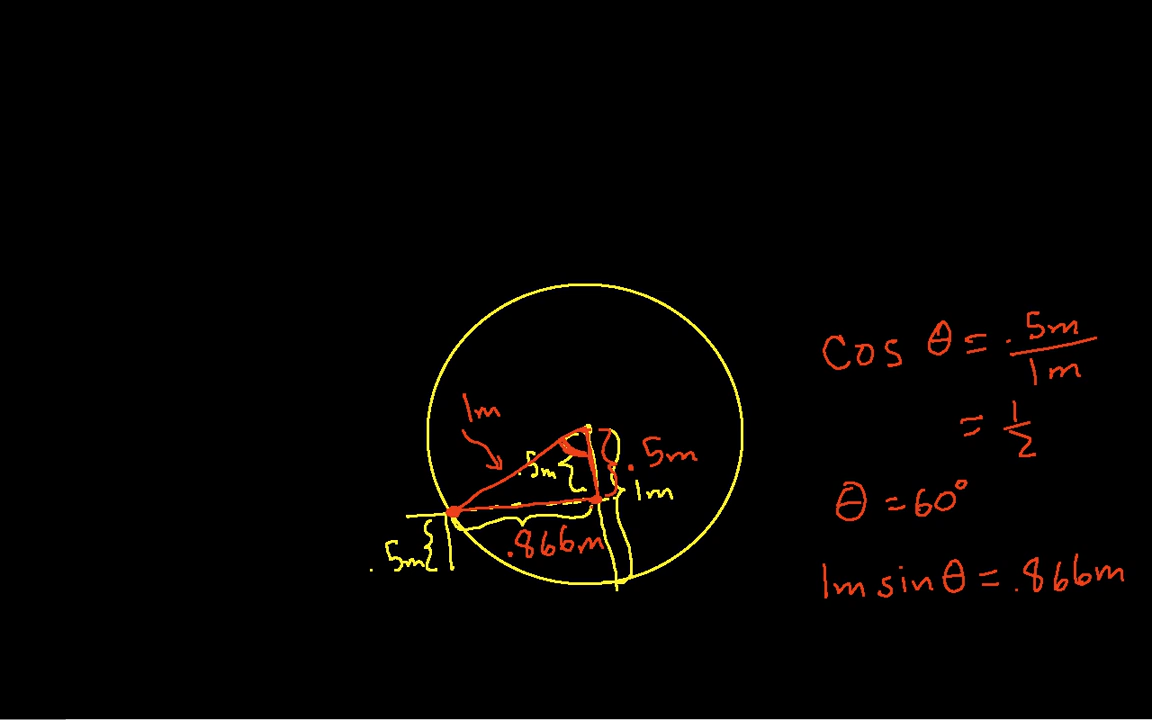 1m
.5m
.5m
1m
.866m
.5m
cos θ = .5m / 1m
= 1/2
θ = 60°
1m sin θ = .866m